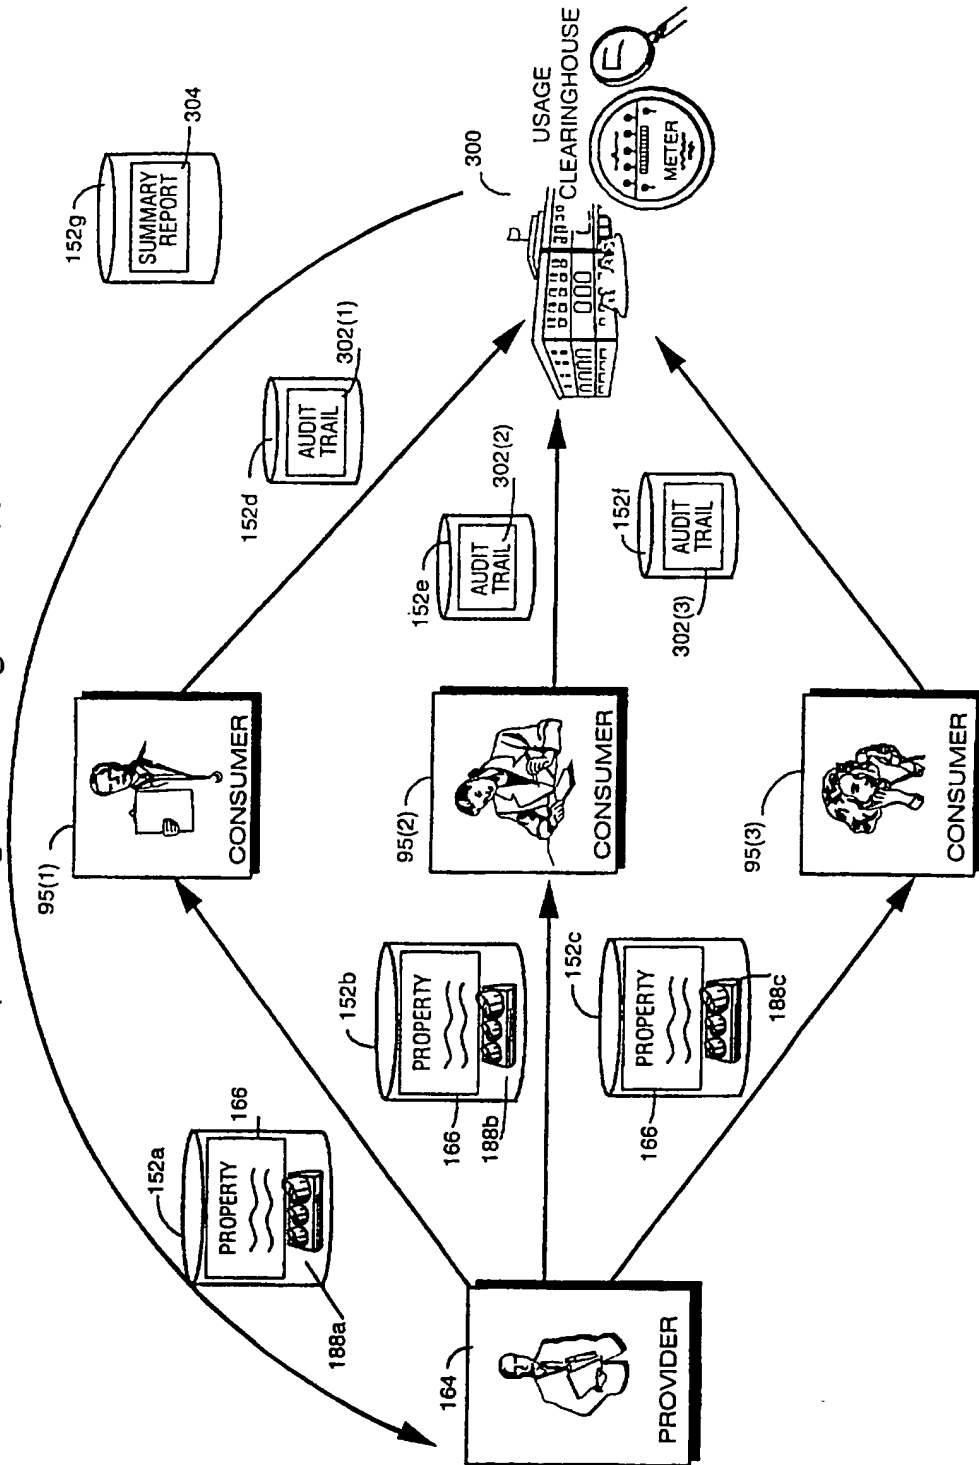 152g
SUMMARY
REPORT
304
152d
AUDIT
TRAIL
302(1)
300
USAGE
CLEARINGHOUSE
METER
152e
AUDIT
TRAIL
302(2)
152f
AUDIT
TRAIL
302(3)
95(1)
CONSUMER
95(2)
CONSUMER
95(3)
CONSUMER
152a
166
PROPERTY
188a
152b
PROPERTY
166
188b
152c
PROPERTY
166
188c
164
PROVIDER